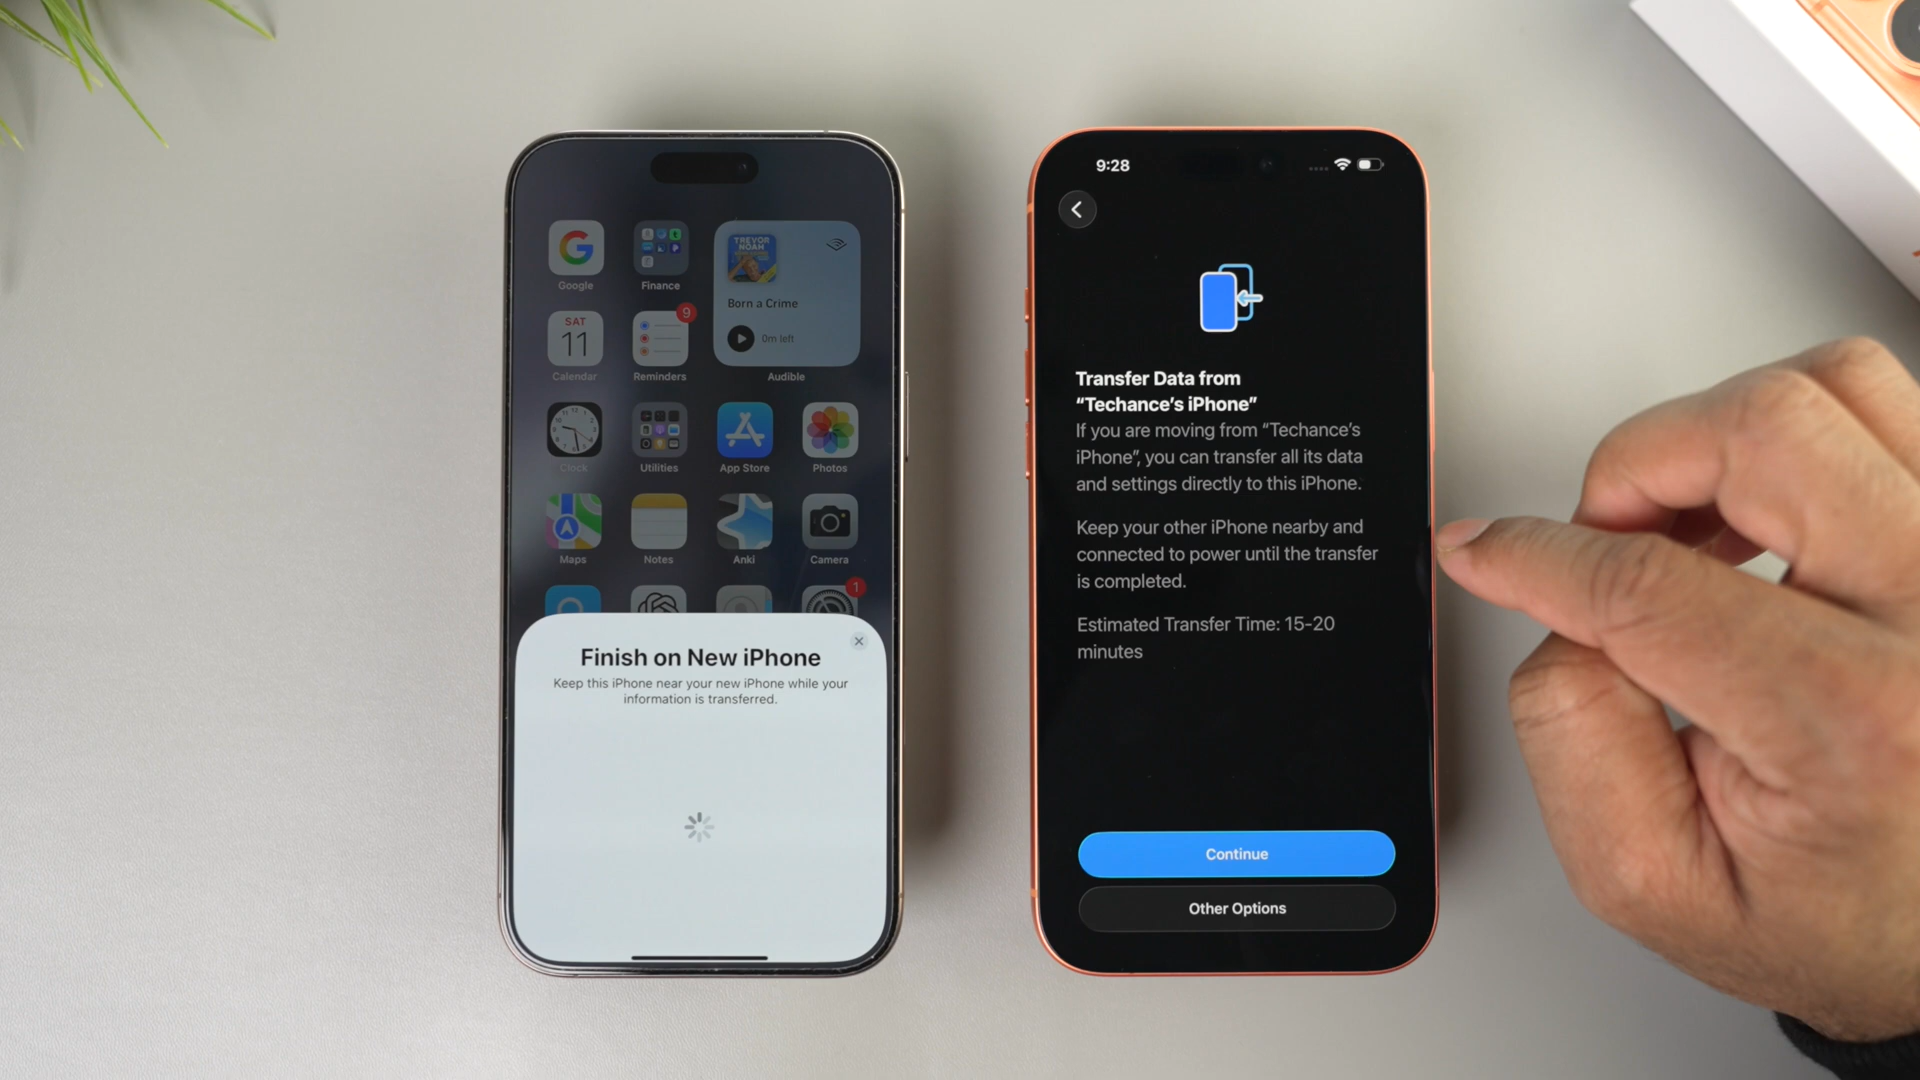 Google
Finance
TREVOR
NOAH
Born a Crime
0m left
Audible
SAT
11
Calendar
9
Reminders
Clock
Utilities
App Store
Photos
Maps
Notes
Anki
Camera
1
Finish on New iPhone
Keep this iPhone near your new iPhone while your
information is transferred.
9:28
Transfer Data from
“Techance’s iPhone”
If you are moving from “Techance’s
iPhone”, you can transfer all its data
and settings directly to this iPhone.
Keep your other iPhone nearby and
connected to power until the transfer
is completed.
Estimated Transfer Time: 15-20
minutes
Continue
Other Options